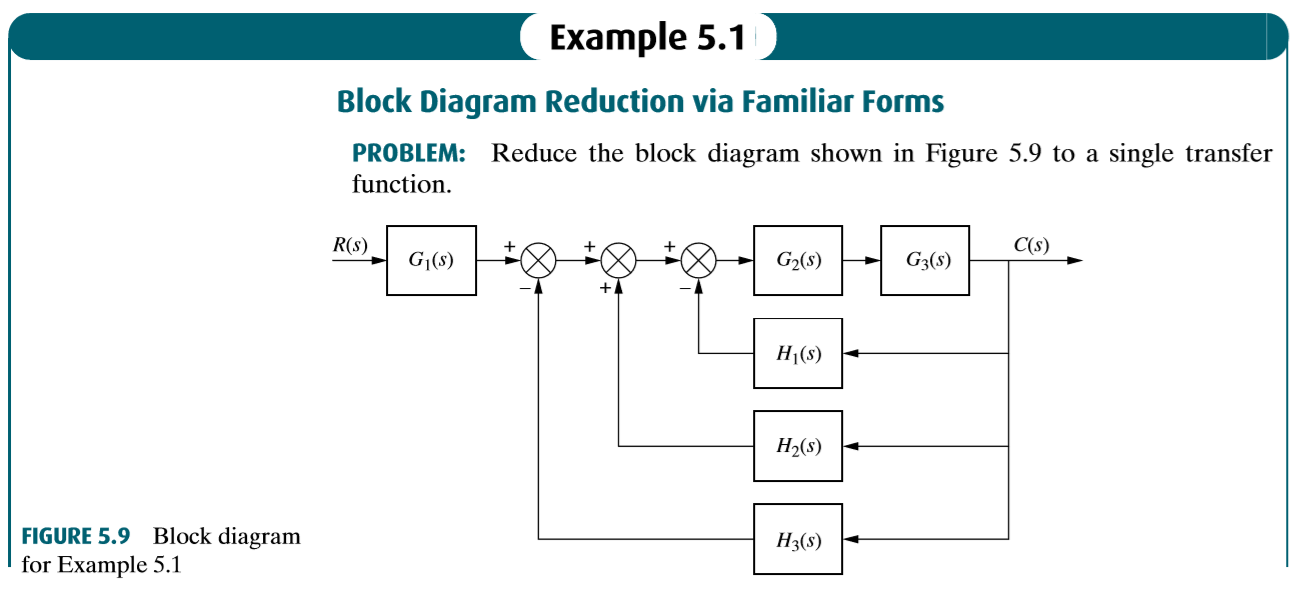 Example 5.1
Block Diagram Reduction via Familiar Forms
PROBLEM: Reduce the block diagram shown in Figure 5.9 to a single transfer
function.
R(s)
G₁(s)
+
−
+
+
+
−
G₂(s)
G₃(s)
C(s)
H₁(s)
H₂(s)
H₃(s)
FIGURE 5.9 Block diagram
for Example 5.1